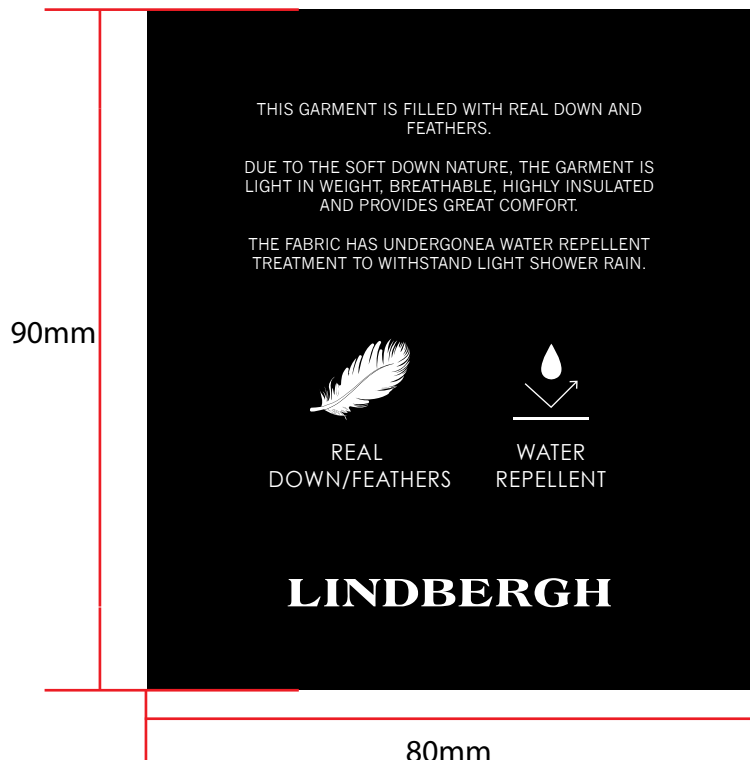 THIS GARMENT IS FILLED WITH REAL DOWN AND
FEATHERS.
DUE TO THE SOFT DOWN NATURE, THE GARMENT IS
LIGHT IN WEIGHT, BREATHABLE, HIGHLY INSULATED
AND PROVIDES GREAT COMFORT.
THE FABRIC HAS UNDERGONEA WATER REPELLENT
TREATMENT TO WITHSTAND LIGHT SHOWER RAIN.
90mm
REAL
DOWN/FEATHERS
WATER
REPELLENT
LINDBERGH
80mm